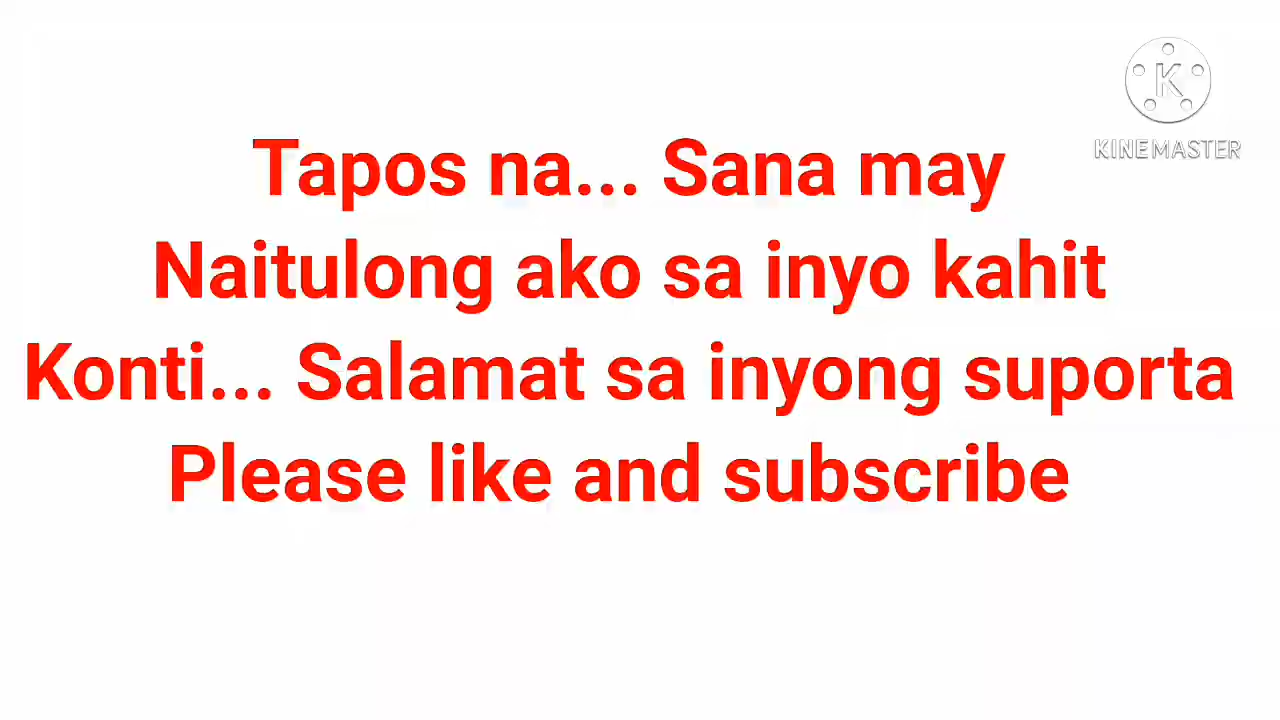 K
KINEMASTER
Tapos na... Sana may
Naitulong ako sa inyo kahit
Konti... Salamat sa inyong suporta
Please like and subscribe